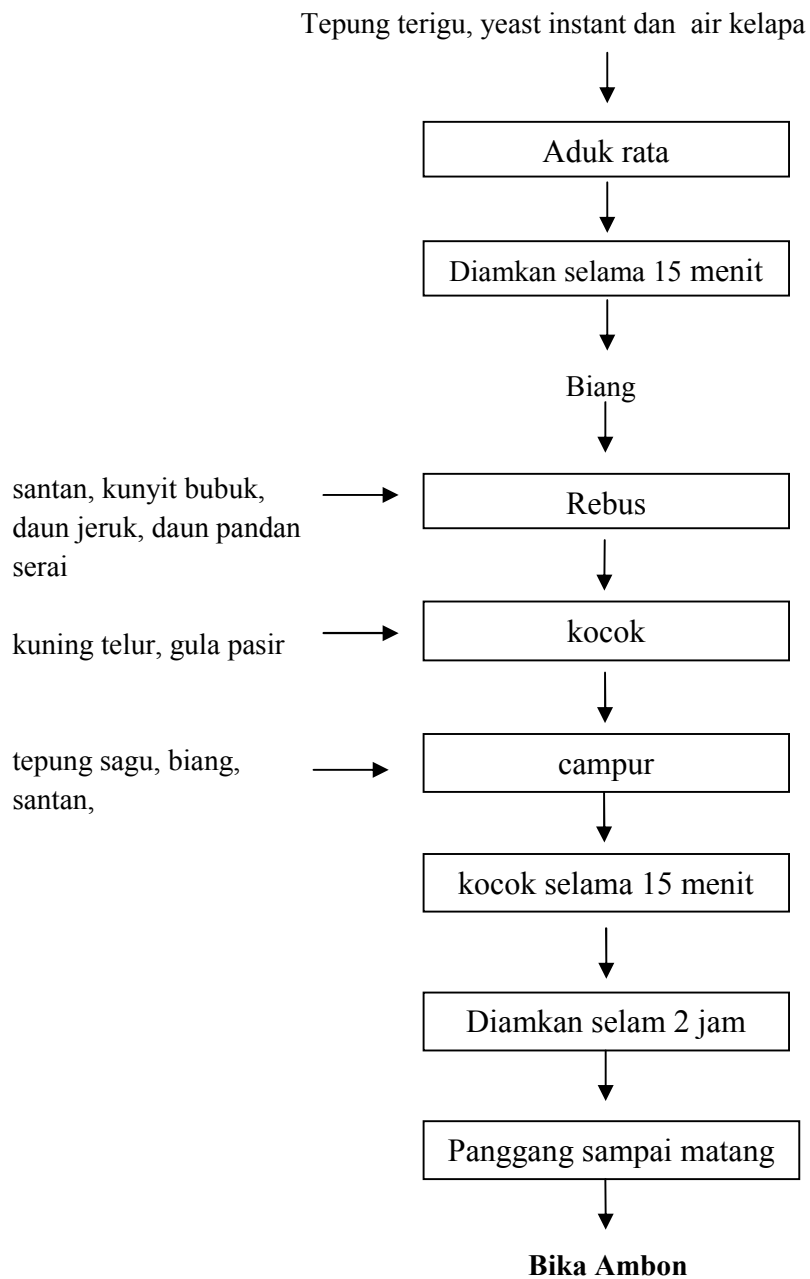 Tepung terigu, yeast instant dan air kelapa
Aduk rata
Diamkan selama 15 menit
Biang
santan, kunyit bubuk,
daun jeruk, daun pandan
serai
Rebus
kuning telur, gula pasir
kocok
tepung sagu, biang,
santan,
campur
kocok selama 15 menit
Diamkan selam 2 jam
Panggang sampai matang
Bika Ambon